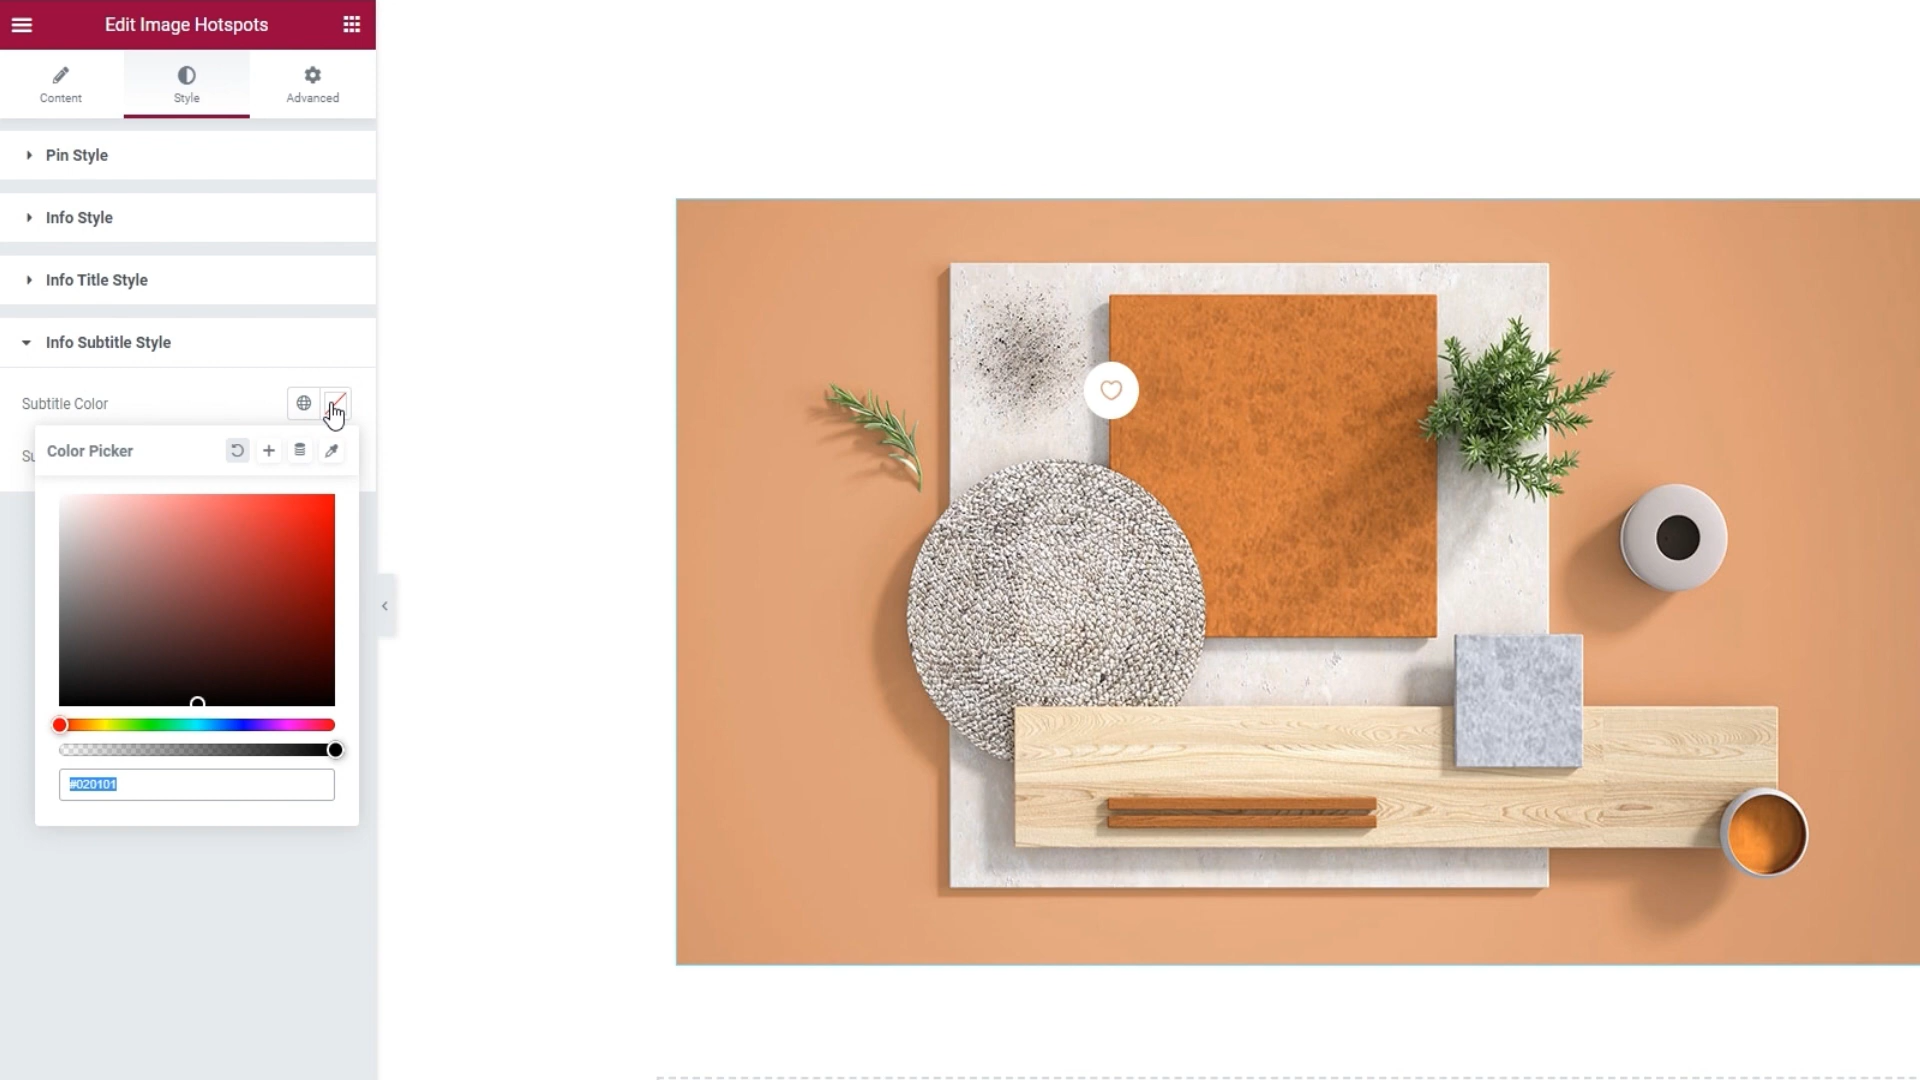 Edit Image Hotspots
Content
Style
Advanced
Pin Style
Info Style
Info Title Style
Info Subtitle Style
Subtitle Color
Color Picker
#020101